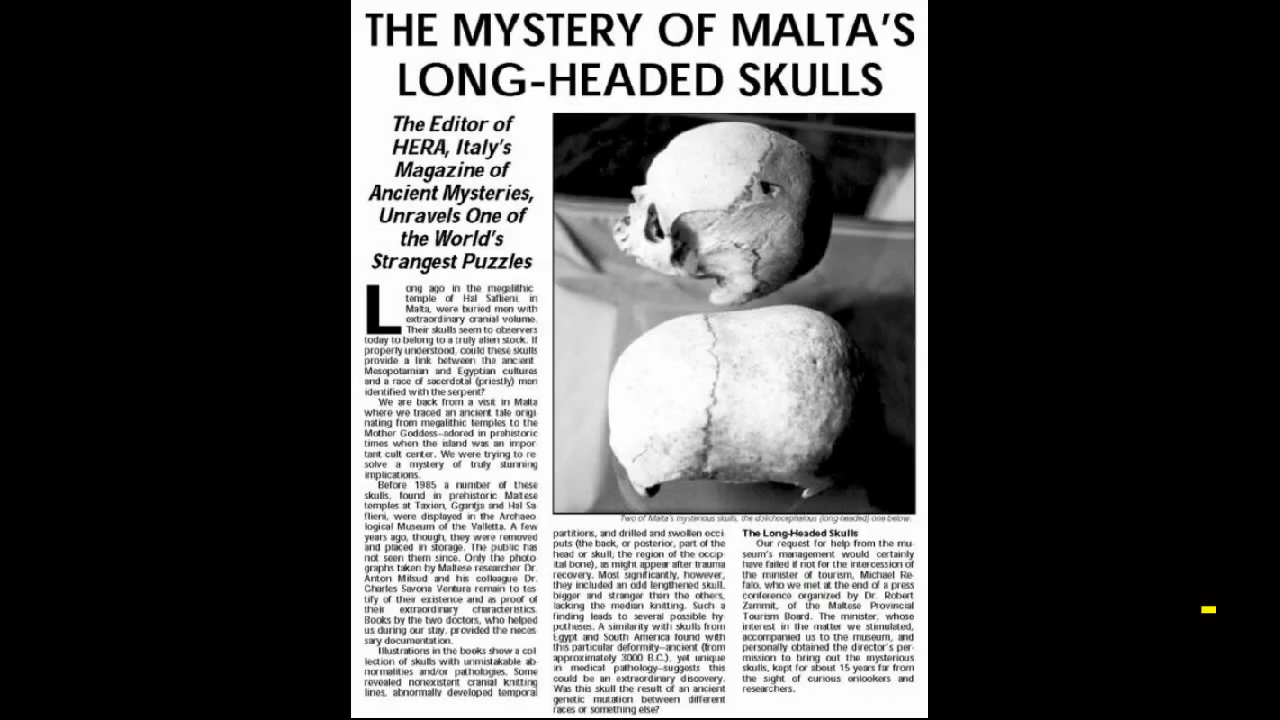 THE MYSTERY OF MALTA'S
LONG-HEADED SKULLS
The Editor of
HERA, Italy's
Magazine of
Ancient Mysteries,
Unravels One of
the World's
Strangest Puzzles
Long ago in the megalithic
temple of Hal Saflieni, in
Malta, were buried men with
extraordinary cranial volume.
Their skulls seem to observers
today to belong to a truly alien stock. If
properly understood, could these skulls
provide a link between the ancient
Mesopotamian and Egyptian cultures
and a race of sacerdotal (priestly) men
identified with the serpent?
We are back from a visit in Malta
where we traced an ancient tale origi-
nating from megalithic temples to the
Mother Goddess—adored in prehistoric
times when the island was an impor-
tant cult center. We were trying to re-
solve a mystery of truly stunning
implications.
Before 1985 a number of these
skulls, found in prehistoric Maltese
temples at Taxien, Ggantja and Hal Sa-
flieni, were displayed in the Archaeo-
logical Museum of the Valletta. A few
years ago, though, they were removed
and placed in storage. The public has
not seen them since. Only the photo-
graphs taken by Maltese researcher Dr.
Anton Mifsud and his colleague Dr.
Charles Savona Ventura remain to tes-
tify of their existence and as proof of
their extraordinary characteristics.
Books by the two doctors, who helped
us during our stay, provided the neces-
sary documentation.
Illustrations in the books show a col-
lection of skulls with unmistakable ab-
normalities and/or pathologies. Some
revealed nonexistent cranial knitting
lines, abnormally developed temporal
Two of Malta's mysterious skulls, the dolichocephalous (long-headed) one below.
partitions, and drilled and swollen occi-
puts (the back, or posterior, part of the
head or skull; the region of the occip-
ital bone), as might appear after trauma
recovery. Most significantly, however,
they included an odd lengthened skull,
bigger and stranger than the others,
lacking the median knitting. Such a
finding leads to several possible hy-
potheses. A similarity with skulls from
Egypt and South America found with
this particular deformity—ancient (from
approximately 3000 B.C.), yet unique
in medical pathology—suggests this
could be an extraordinary discovery.
Was this skull the result of an ancient
genetic mutation between different
races or something else?
The Long-Headed Skulls
Our request for help from the mu-
seum's management would certainly
have failed if not for the intercession of
the minister of tourism, Michael Re-
falo, who we met at the end of a press
conference organized by Dr. Robert
Zammit, of the Maltese Provincial
Tourism Board. The minister, whose
interest in the matter we stimulated,
accompanied us to the museum, and
personally obtained the director's per-
mission to bring out the mysterious
skulls, kept for about 15 years far from
the sight of curious onlookers and
researchers.